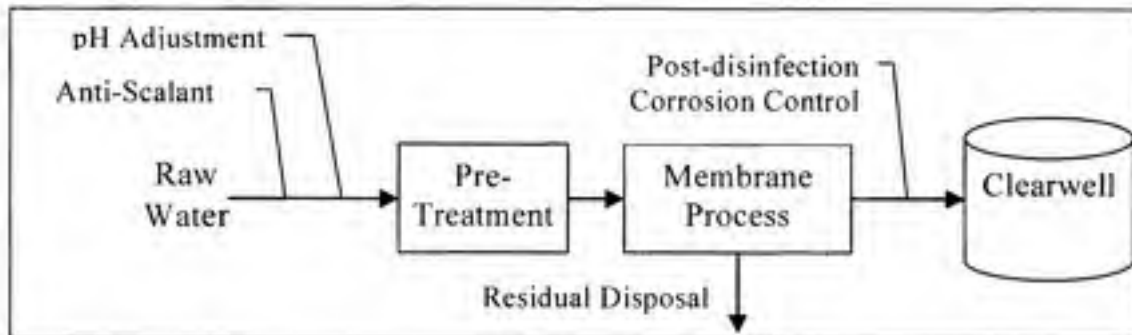 pH Adjustment
Anti-Scalant
Post-disinfection
Corrosion Control
Raw
Water
Pre-
Treatment
Membrane
Process
Clearwell
Residual Disposal